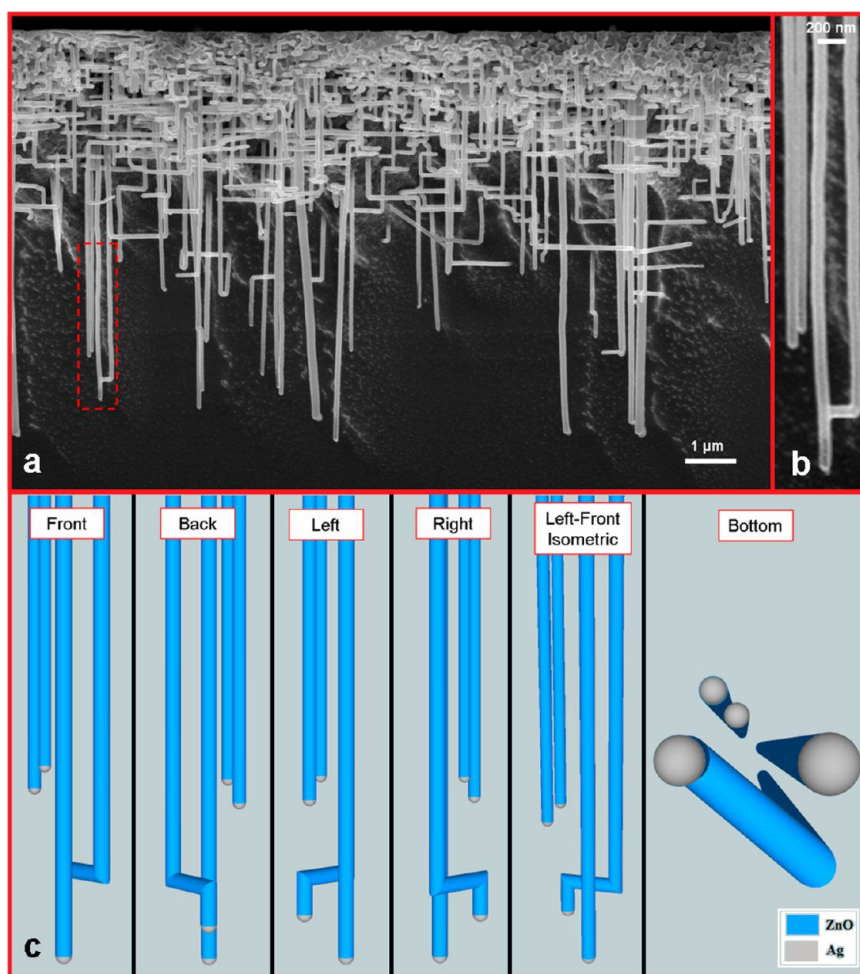 200 nm
a
1 µm
b
Front
Back
Left
Right
Left-Front
Isometric
Bottom
c
ZnO
Ag